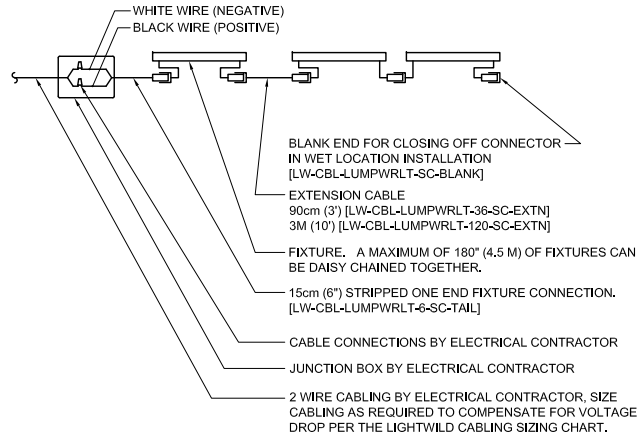 WHITE WIRE (NEGATIVE)
BLACK WIRE (POSITIVE)
BLANK END FOR CLOSING OFF CONNECTOR
IN WET LOCATION INSTALLATION
[LW-CBL-LUMPWRLT-SC-BLANK]
EXTENSION CABLE
90cm (3') [LW-CBL-LUMPWRLT-36-SC-EXTN]
3M (10') [LW-CBL-LUMPWRLT-120-SC-EXTN]
FIXTURE. A MAXIMUM OF 180" (4.5 M) OF FIXTURES CAN
BE DAISY CHAINED TOGETHER.
15cm (6") STRIPPED ONE END FIXTURE CONNECTION.
[LW-CBL-LUMPWRLT-6-SC-TAIL]
CABLE CONNECTIONS BY ELECTRICAL CONTRACTOR
JUNCTION BOX BY ELECTRICAL CONTRACTOR
2 WIRE CABLING BY ELECTRICAL CONTRACTOR, SIZE
CABLING AS REQUIRED TO COMPENSATE FOR VOLTAGE
DROP PER THE LIGHTWILD CABLING SIZING CHART.